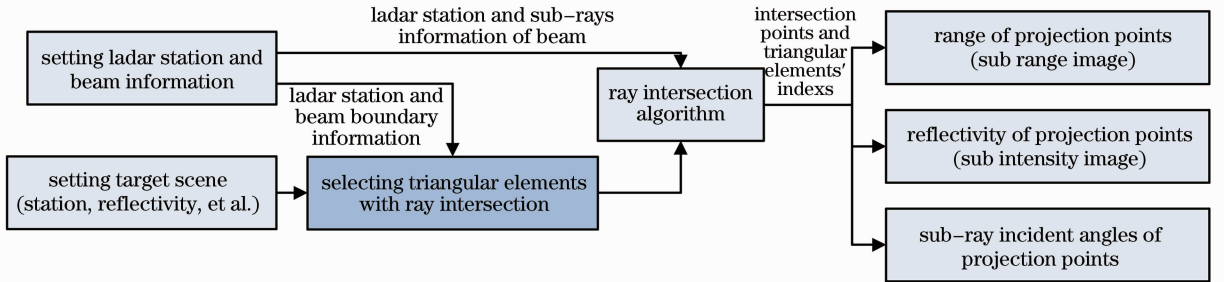 setting ladar station and
beam information
ladar station and sub-rays
information of beam
ladar station and
beam boundary
information
setting target scene
(station, reflectivity, et al.)
selecting triangular elements
with ray intersection
ray intersection
algorithm
intersection
points and
triangular
elements'
indexs
range of projection points
(sub range image)
reflectivity of projection points
(sub intensity image)
sub-ray incident angles of
projection points